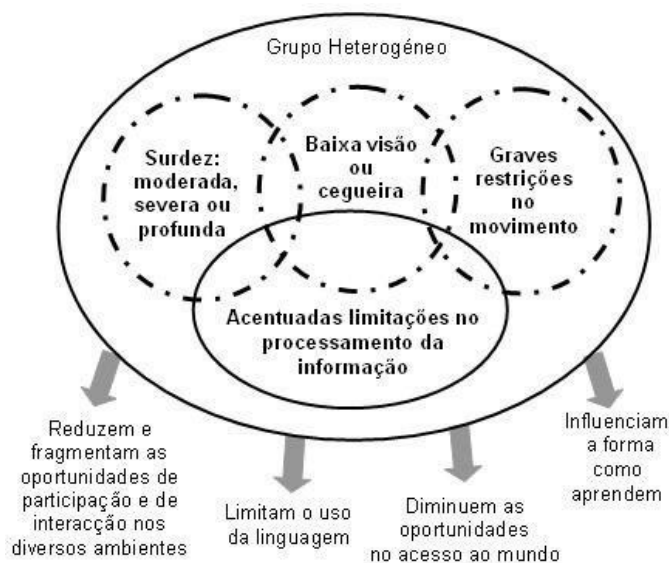 Grupo Heterogéneo
Surdez:
moderada,
severa ou
profunda
Baixa visão
ou
cegueira
Graves
restrições
no
movimento
Acentuadas limitações no
processamento da
informação
Reduzem e
fragmentam as
oportunidades de
participação e de
interacção nos
diversos ambientes
Limitam o uso
da linguagem
Diminuem as
oportunidades
no acesso ao mundo
Influenciam
a forma
como
aprendem